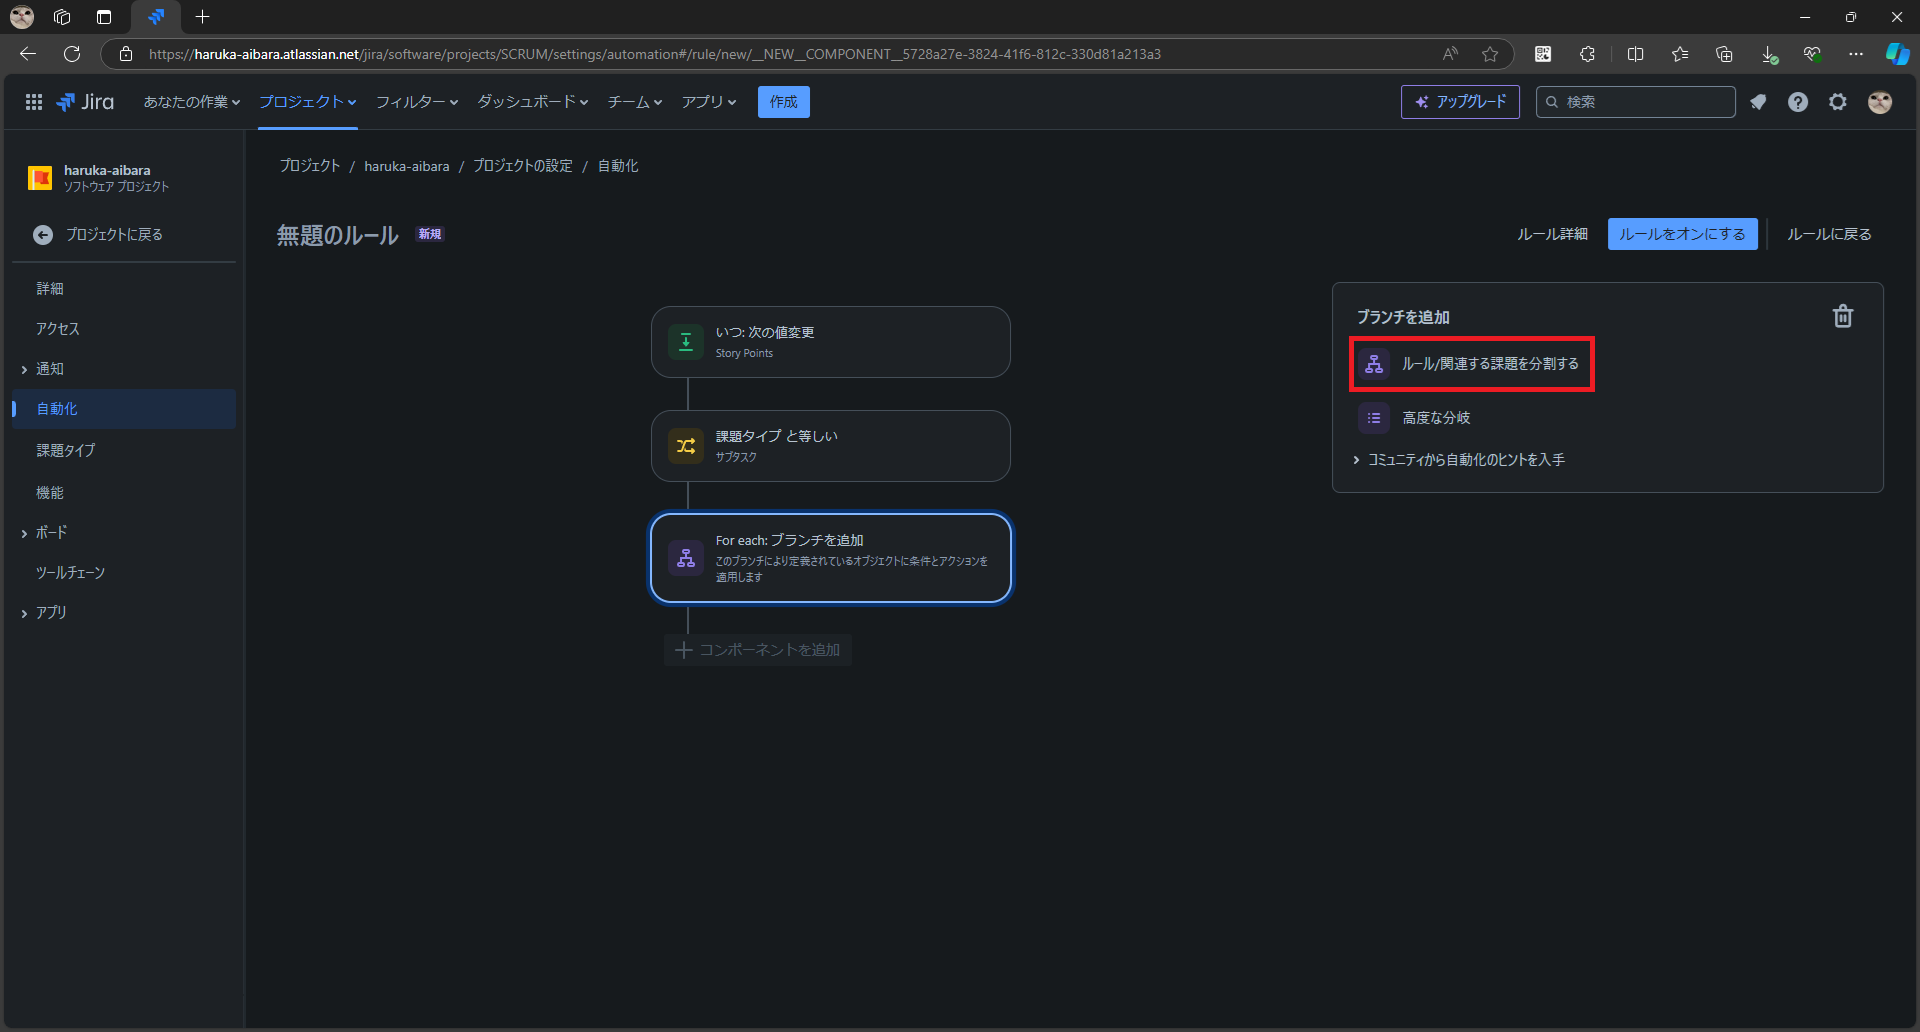 https://haruka-aibara.atlassian.net/jira/software/projects/SCRUM/settings/automation#/rule/new/__NEW__COMPONENT__5728a27e-3824-41f6-812c-330d81a213a3
Jira
あなたの作業
プロジェクト
フィルター
ダッシュボード
チーム
アプリ
作成
アップグレード
検索
haruka-aibara
ソフトウェア プロジェクト
プロジェクトに戻る
詳細
アクセス
通知
自動化
課題タイプ
機能
ボード
ツールチェーン
アプリ
プロジェクト / haruka-aibara / プロジェクトの設定 / 自動化
無題のルール 新規
ルール詳細
ルールをオンにする
ルールに戻る
いつ: 次の値変更
Story Points
課題タイプ と等しい
サブタスク
For each: ブランチを追加
このブランチにより定義されているオブジェクトに条件とアクションを
適用します
コンポーネントを追加
ブランチを追加
ルール/関連する課題を分割する
高度な分岐
コミュニティから自動化のヒントを入手